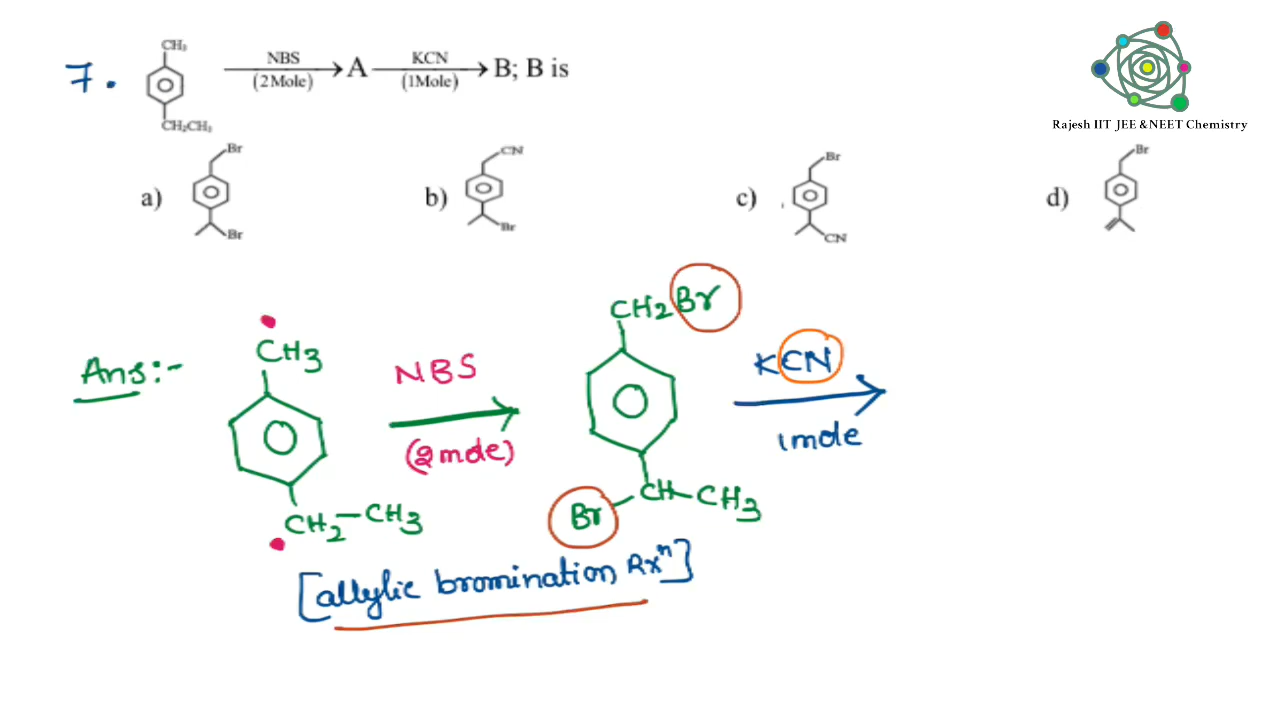 7. CH₃ NBS (2Mole) A KCN (1Mole) B; B is
CH₂CH₃
Rajesh IIT JEE &NEET Chemistry
a) Br Br
b) CN Br
c) Br CN
d) Br
Ans:-
CH3
CH2-CH3
NBS
(2mole)
CH2Br
Br CH-CH3
KCN
1mole
[allylic bromination Rxⁿ]